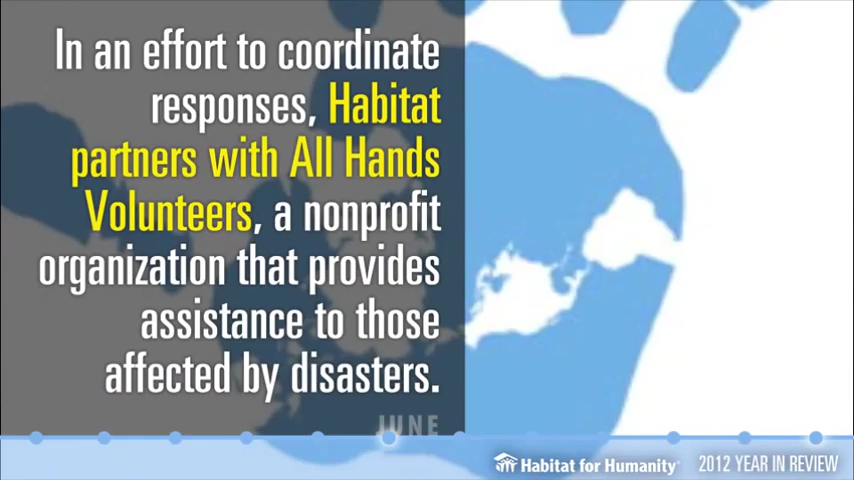 In an effort to coordinate
responses, Habitat
partners with All Hands
Volunteers, a nonprofit
organization that provides
assistance to those
affected by disasters.
JUNE
Habitat for Humanity® 2012 YEAR IN REVIEW